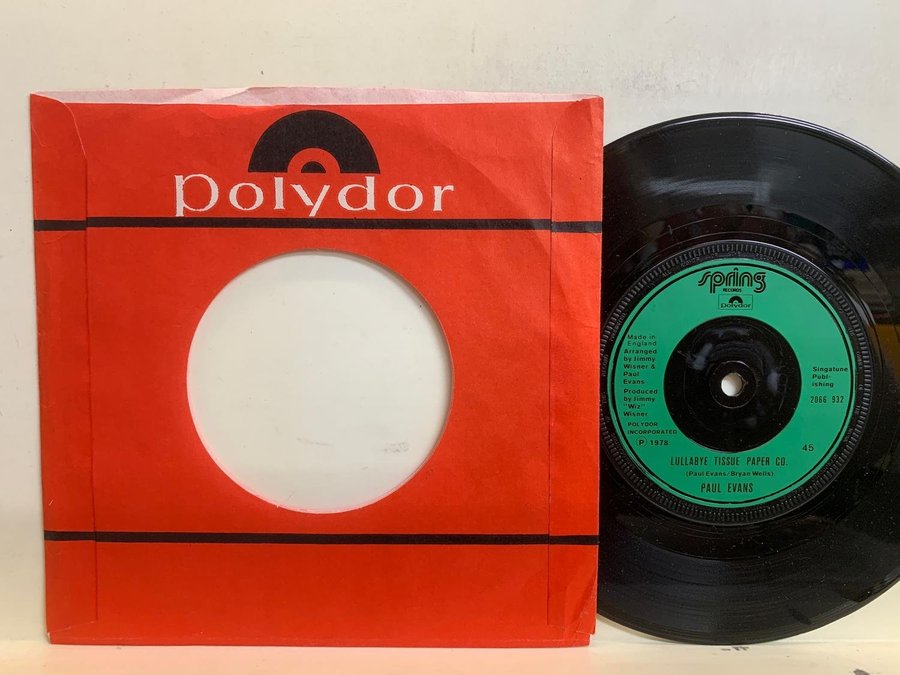 polydor
spring
RECORDS
Polydor
Made in
England
Arranged
by Jimmy
Wisner &
Paul
Evans
Produced
by Jimmy
"Wiz"
Wisner
POLYDOR
INCORPORATED
℗ 1978
Singatune
Publ-
ishing
2066 932
45
LULLABYE TISSUE PAPER CO.
(Paul Evans/Bryan Wells)
PAUL EVANS